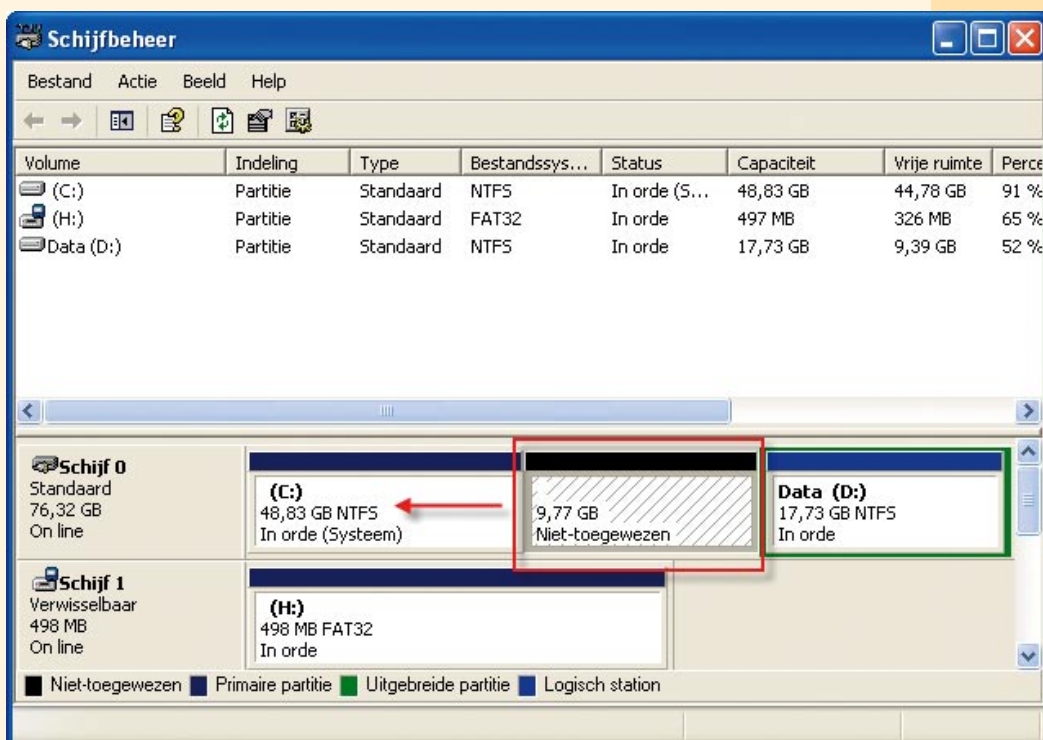 Schijfbeheer
Bestand Actie Beeld Help
Volume Indeling Type Bestandssys... Status Capaciteit Vrije ruimte Perce
(C:) Partitie Standaard NTFS In orde (S... 48,83 GB 44,78 GB 91 %
(H:) Partitie Standaard FAT32 In orde 497 MB 326 MB 65 %
Data (D:) Partitie Standaard NTFS In orde 17,73 GB 9,39 GB 52 %
Schijf 0
Standaard
76,32 GB
On line
(C:)
48,83 GB NTFS
In orde (Systeem)
9,77 GB
Niet-toegewezen
Data (D:)
17,73 GB NTFS
In orde
Schijf 1
Verwisselbaar
498 MB
On line
(H:)
498 MB FAT32
In orde
Niet-toegewezen Primaire partitie Uitgebreide partitie Logisch station